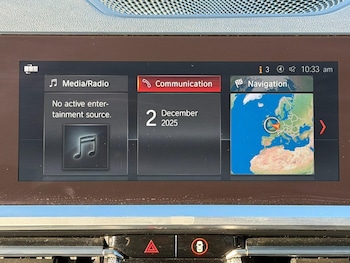 3 10:33 am
Media/Radio
No active enter-
tainment source.
Communication
2 December
2025
Navigation